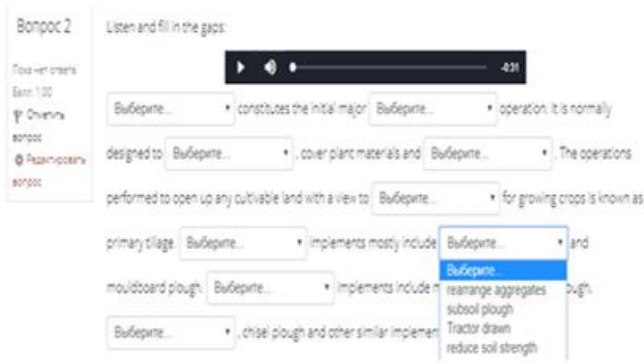 Вопрос 2
Пока нет ответа
Балл: 1,00
Отметить вопрос
Редактировать вопрос
Listen and fill in the gaps:
-0:31
Выберите... constitutes the initial major Выберите... operation. It is normally
designed to Выберите... , cover plant materials and Выберите... . The operations
performed to open up any cultivable land with a view to Выберите... for growing crops is known as
primary tillage. Выберите... implements mostly include Выберите... and
mouldboard plough. Выберите... implements include ough,
Выберите... , chisel plough and other similar implemen
Выберите...
rearrange aggregates
subsoil plough
Tractor drawn
reduce soil strength